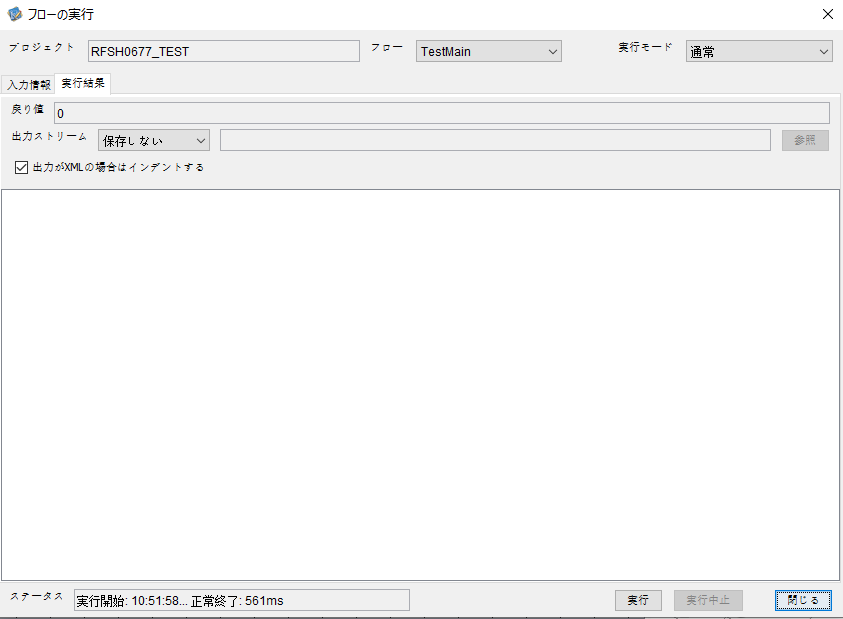 フローの実行
プロジェクト RFSH0677_TEST フロー TestMain 実行モード 通常
入力情報 実行結果
戻り値 0
出力ストリーム 保存しない 参照
出力がXMLの場合はインデントする
ステータス 実行開始: 10:51:58... 正常終了: 561ms 実行 実行中止 閉じる